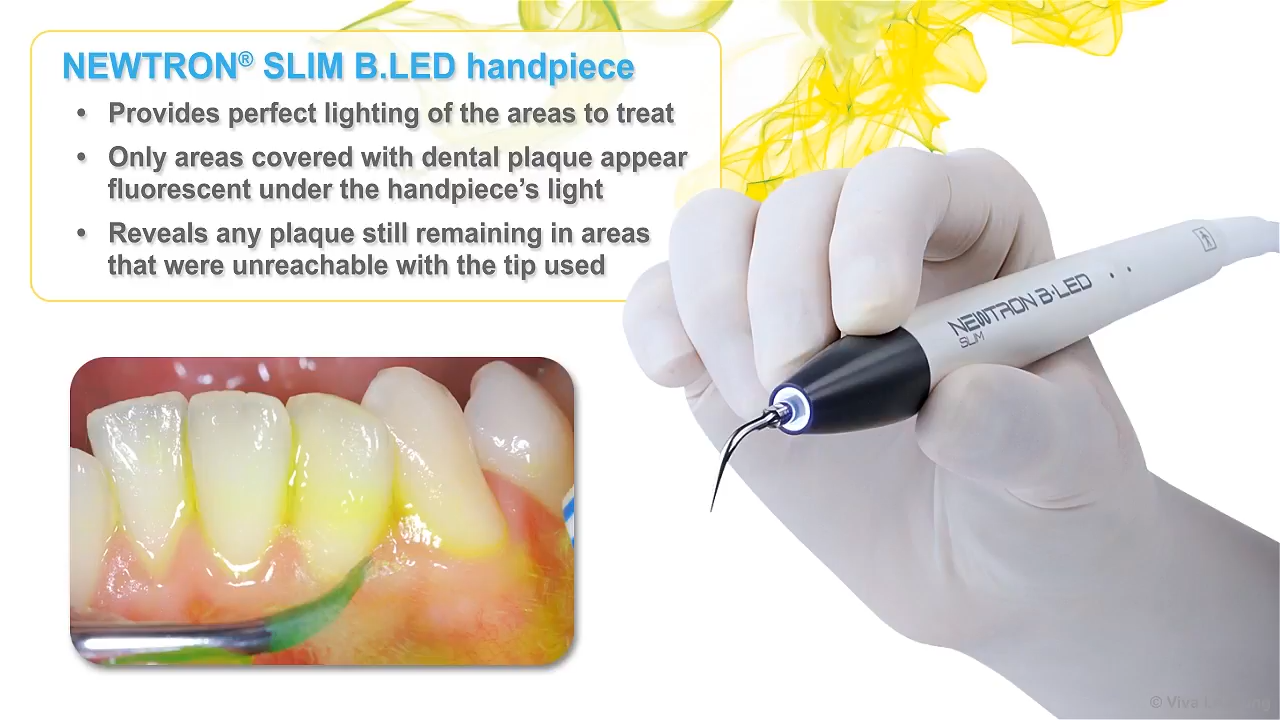 NEWTRON® SLIM B.LED handpiece
• Provides perfect lighting of the areas to treat
• Only areas covered with dental plaque appear
fluorescent under the handpiece’s light
• Reveals any plaque still remaining in areas
that were unreachable with the tip used
NEWTRON B•LED
SLIM
© Viva Learning